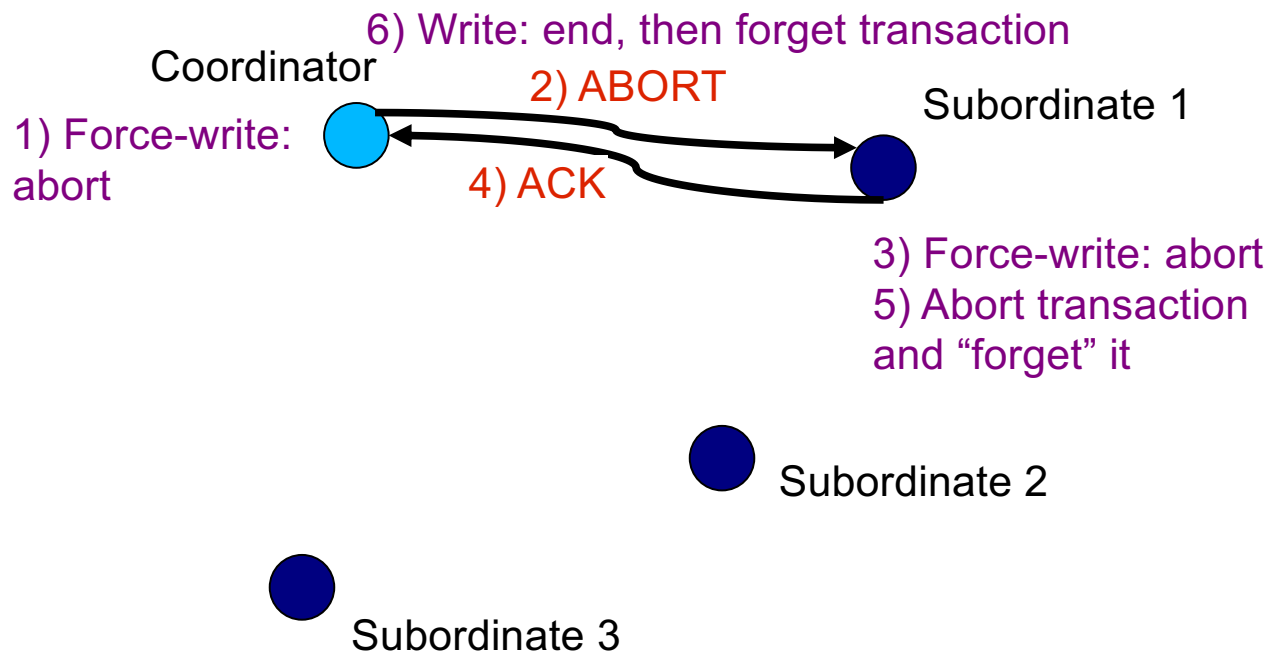 6) Write: end, then forget transaction
Coordinator
2) ABORT
Subordinate 1
1) Force-write:
abort
4) ACK
3) Force-write: abort
5) Abort transaction
and “forget” it
Subordinate 2
Subordinate 3